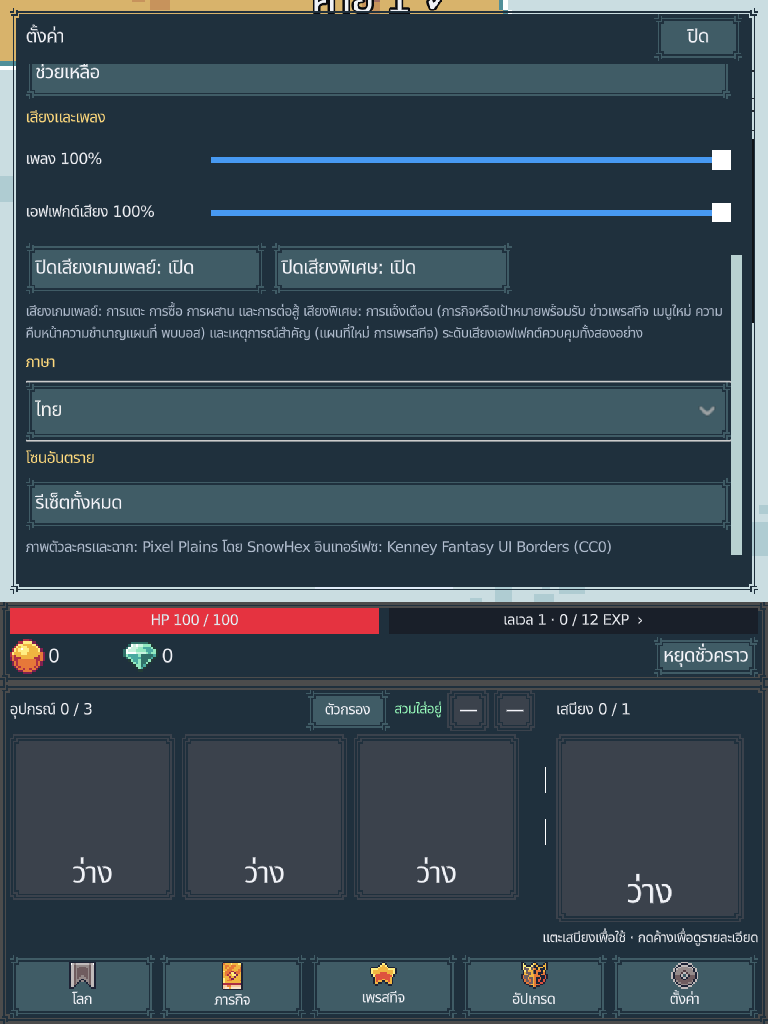 ตั้งค่า
ปิด
ช่วยเหลือ
เสียงและเพลง
เพลง 100%
เอฟเฟกต์เสียง 100%
ปิดเสียงเกมเพลย์: เปิด
ปิดเสียงพิเศษ: เปิด
เสียงเกมเพลย์: การแตะ การซื้อ การผสาน และการต่อสู้ เสียงพิเศษ: การแจ้งเตือน (ภารกิจหรือเป้าหมายพร้อมรับ ข่าวเพรสทีจ เมนูใหม่ ความ
คืบหน้าความชำนาญแผนที่ พบบอส) และเหตุการณ์สำคัญ (แผนที่ใหม่ การเพรสทีจ) ระดับเสียงเอฟเฟกต์ควบคุมทั้งสองอย่าง
ภาษา
ไทย
โซนอันตราย
รีเซ็ตทั้งหมด
ภาพตัวละครและฉาก: Pixel Plains โดย SnowHex อินเทอร์เฟซ: Kenney Fantasy UI Borders (CC0)
HP 100 / 100
เลเวล 1 · 0 / 12 EXP ›
0
0
หยุดชั่วคราว
อุปกรณ์ 0 / 3
ตัวกรอง
สวมใส่อยู่
—
—
เสบียง 0 / 1
ว่าง
ว่าง
ว่าง
ว่าง
แตะเสบียงเพื่อใช้ · กดค้างเพื่อดูรายละเอียด
โลก
ภารกิจ
เพรสทีจ
อัปเกรด
ตั้งค่า